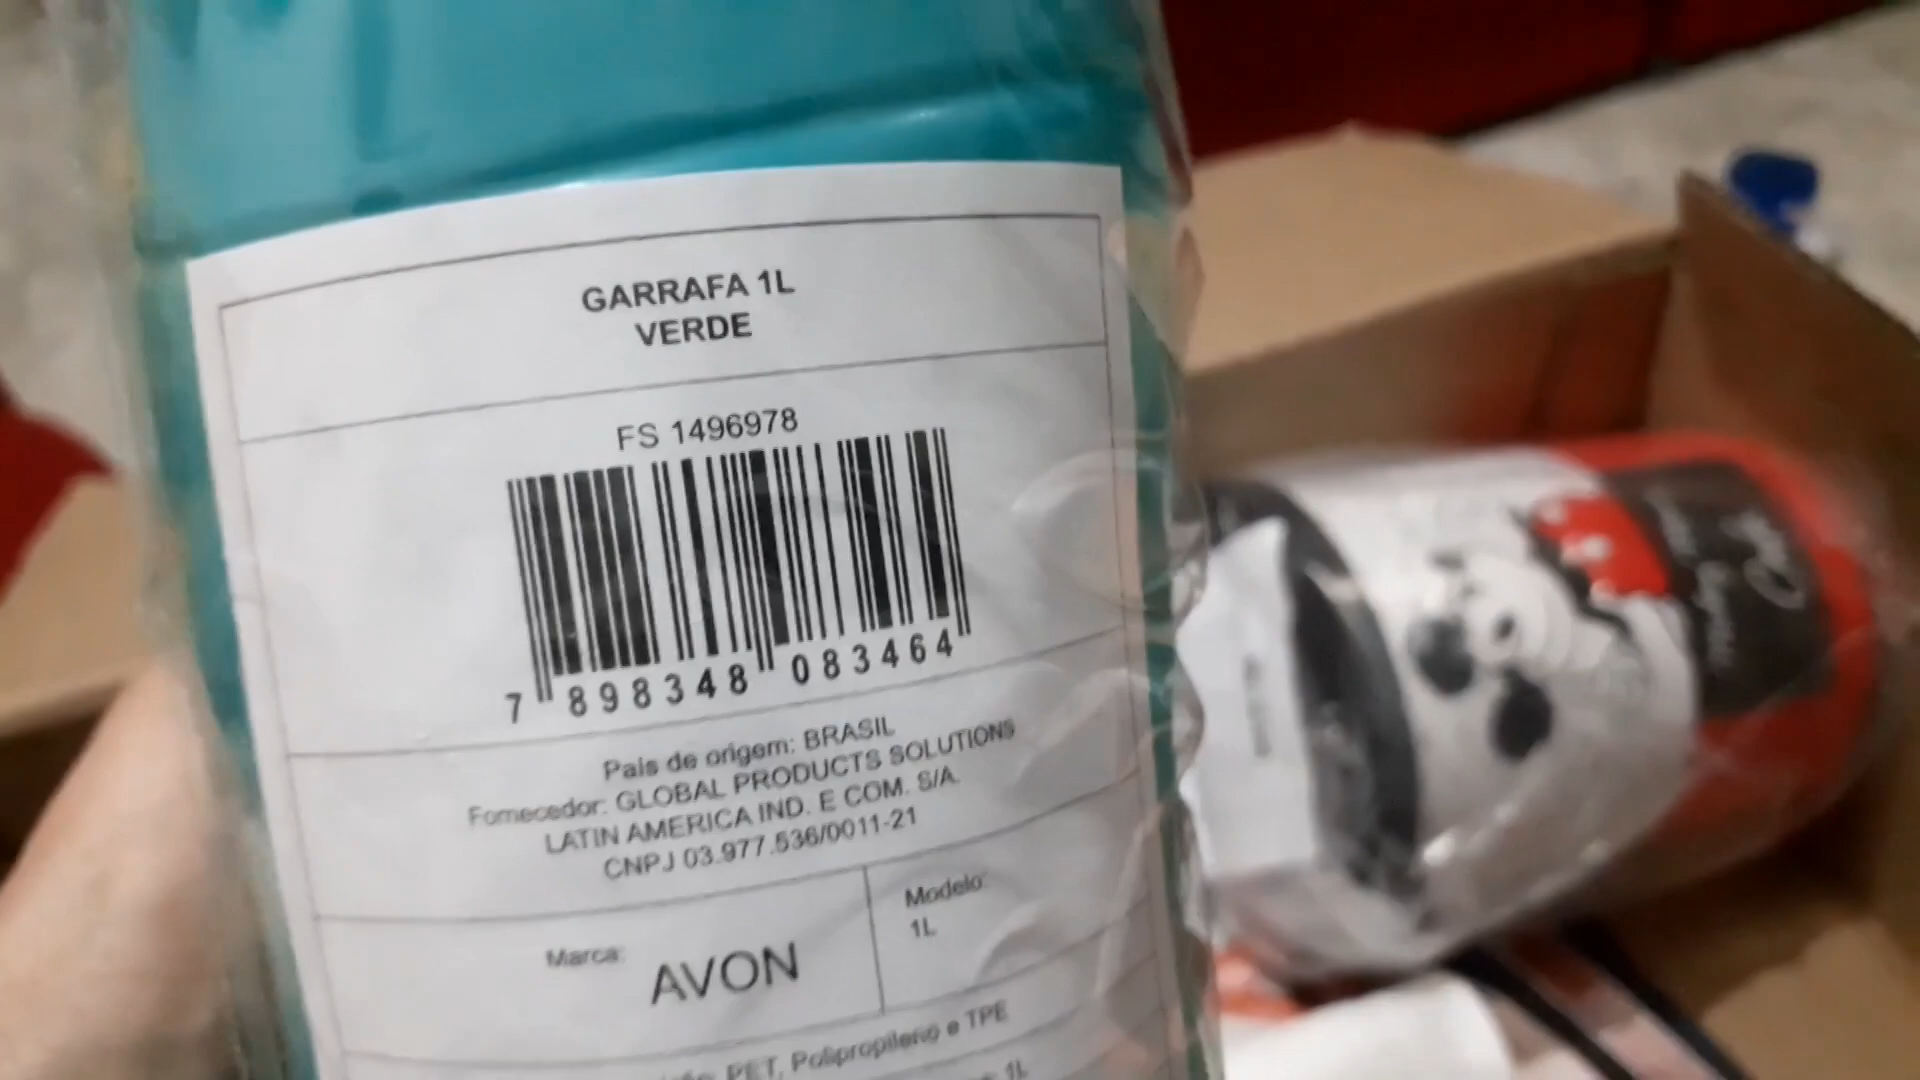 GARRAFA 1L
VERDE
FS 1496978
7 898348 083464
País de origem: BRASIL
Fornecedor: GLOBAL PRODUCTS SOLUTIONS
LATIN AMERICA IND. E COM. S/A.
CNPJ 03.977.536/0011-21
Marca: AVON
Modelo:
1L
PET, Polipropileno e TPE
1L